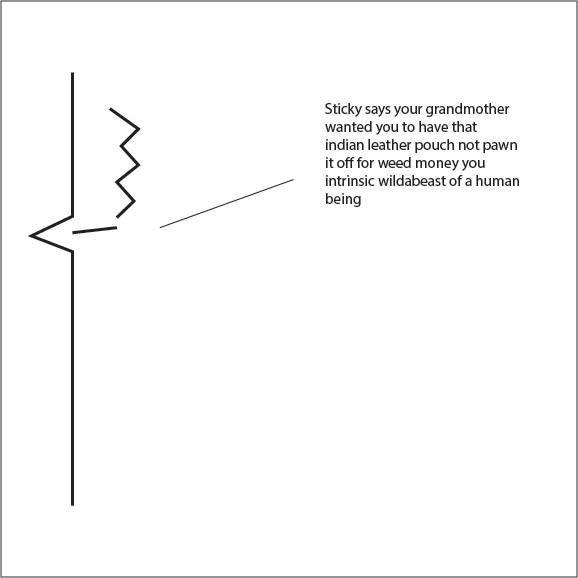 Sticky says your grandmother
wanted you to have that
indian leather pouch not pawn
it off for weed money you
intrinsic wildabeast of a human
being